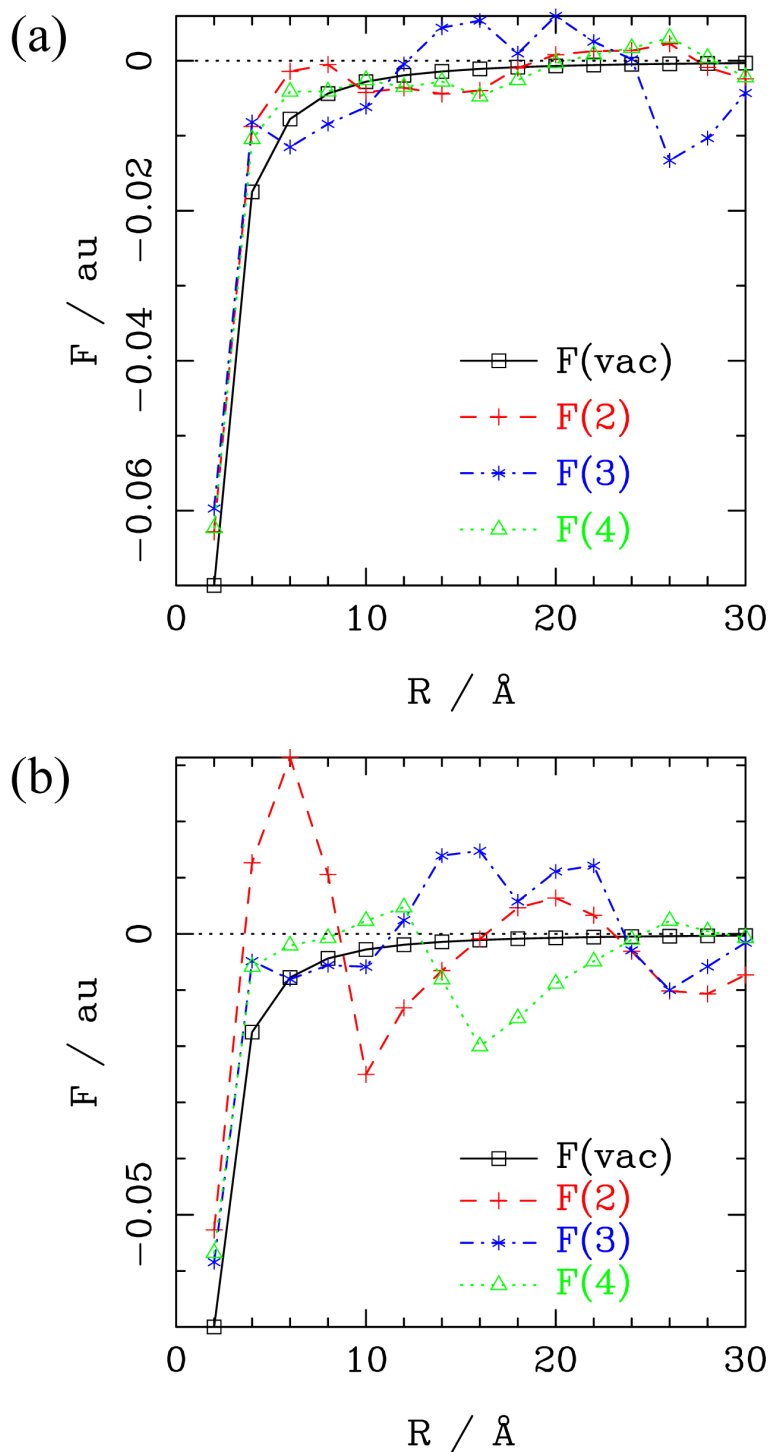 (a)
F / au
0
−0.02
−0.04
−0.06
F(vac)
F(2)
F(3)
F(4)
0 10 20 30
R / Å
(b)
F / au
0
−0.05
F(vac)
F(2)
F(3)
F(4)
0 10 20 30
R / Å